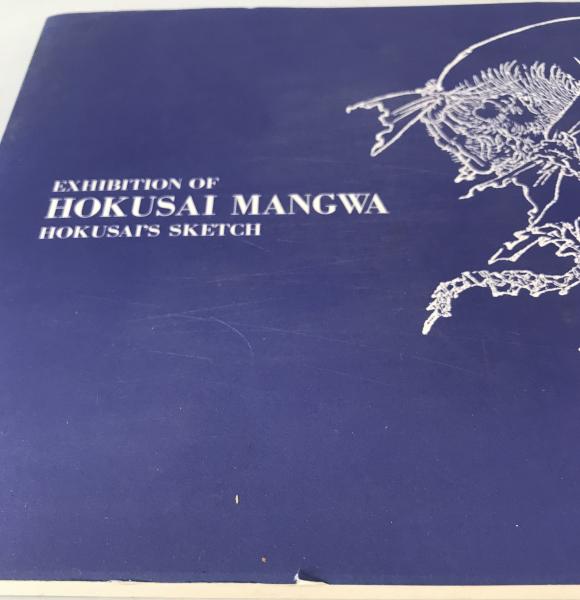 EXHIBITION OF
HOKUSAI MANGWA
HOKUSAI'S SKETCH